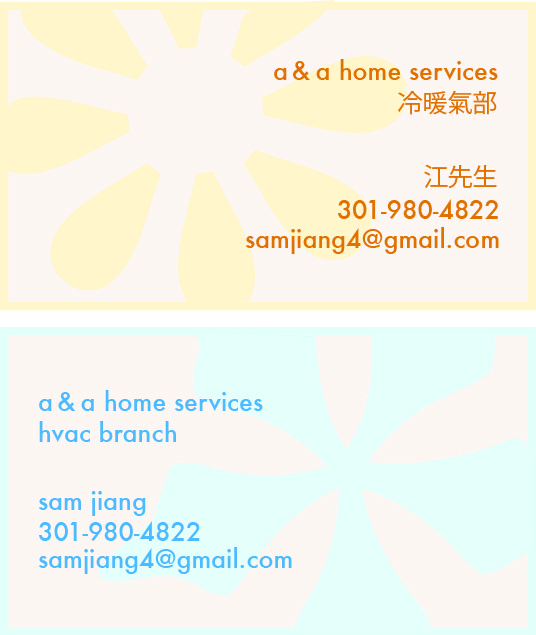 a & a home services
冷暖氣部
江先生
301-980-4822
samjiang4@gmail.com
a & a home services
hvac branch
sam jiang
301-980-4822
samjiang4@gmail.com